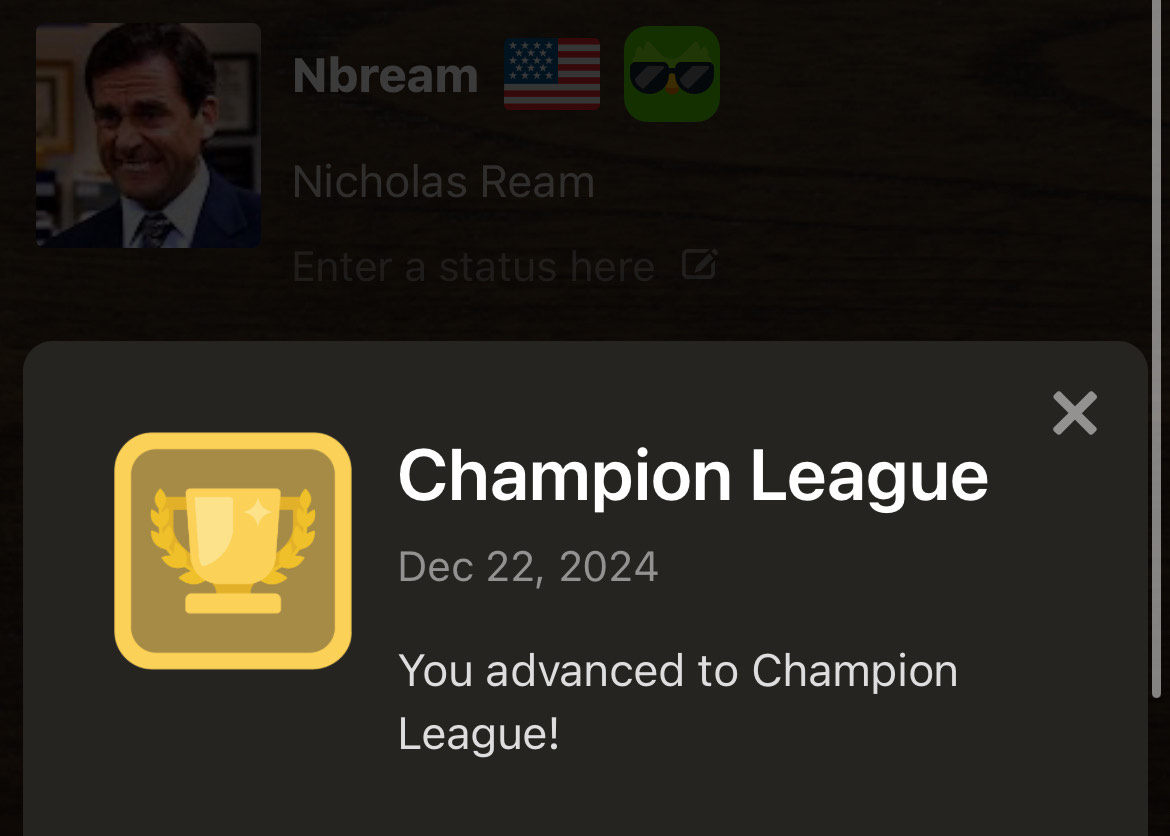 Nbream
Nicholas Ream
Enter a status here
Champion League
Dec 22, 2024
You advanced to Champion
League!